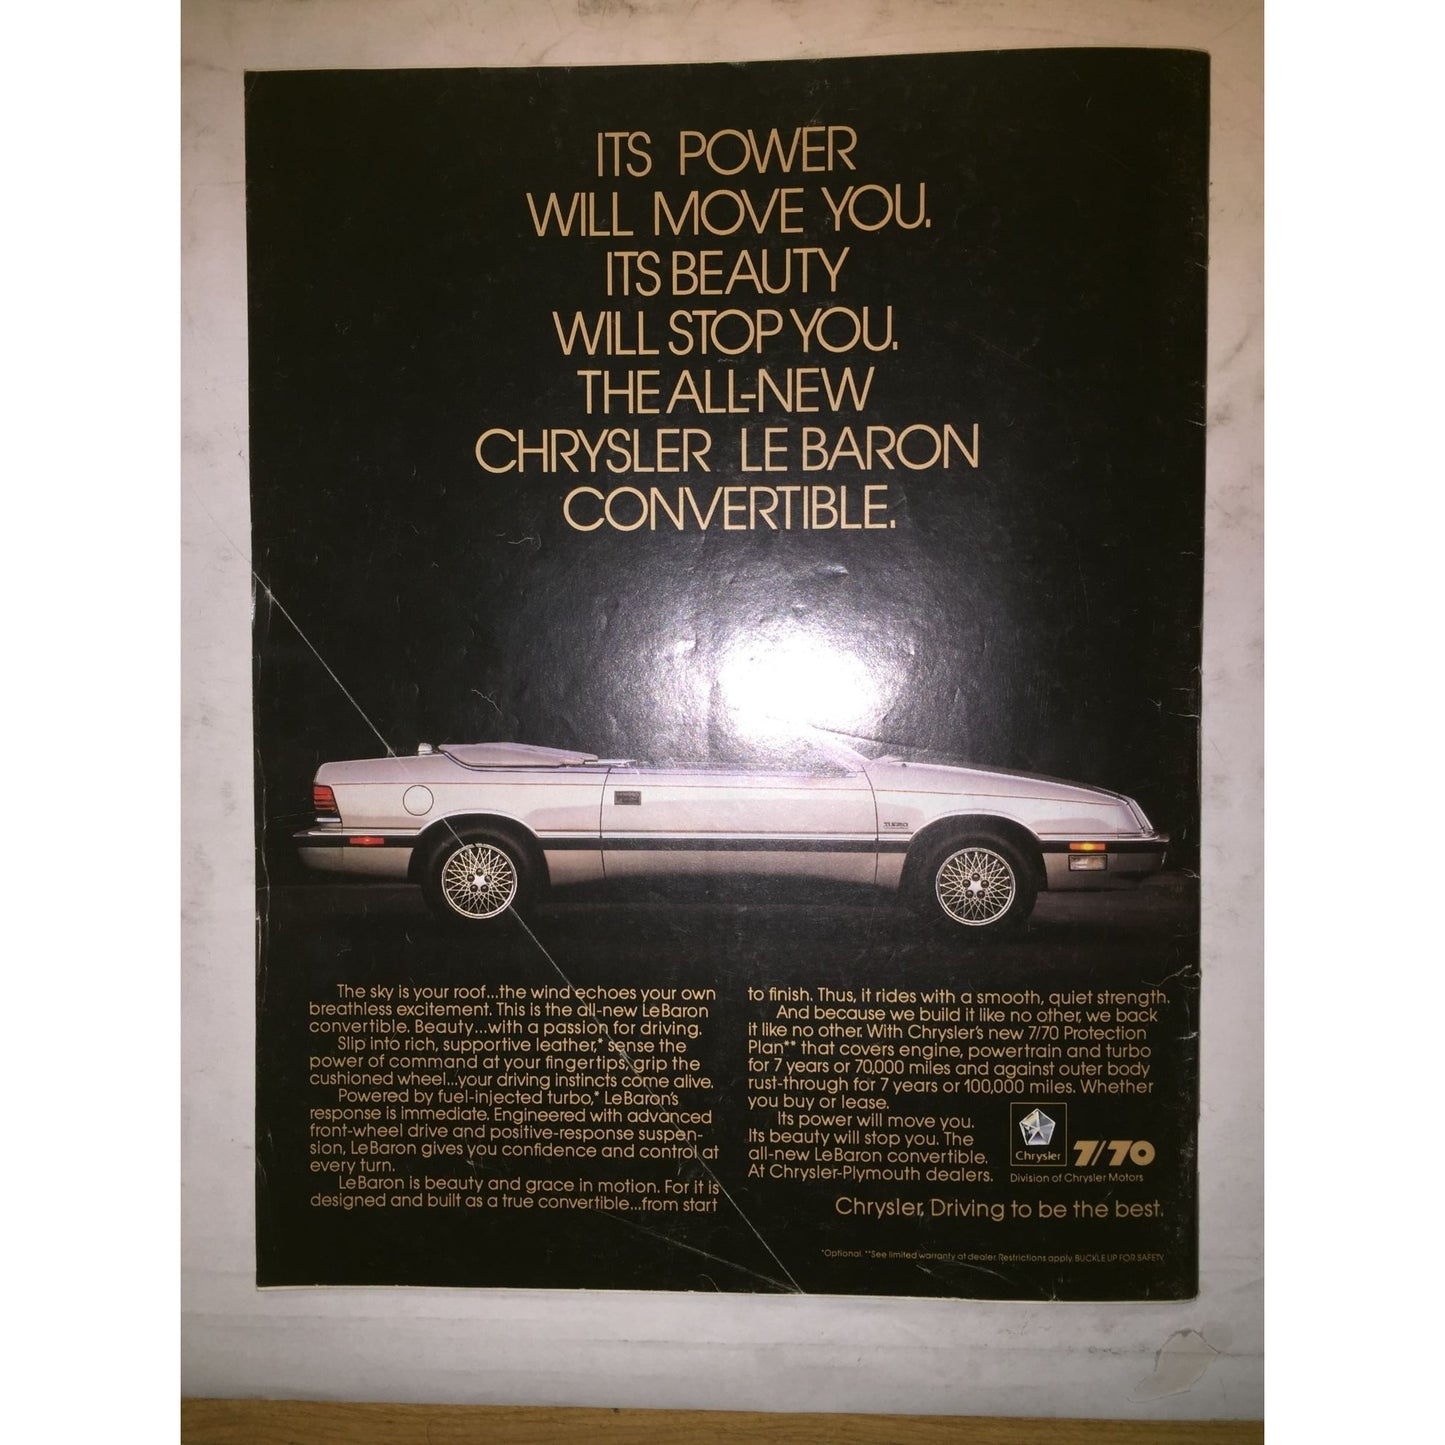 ITS POWER
WILL MOVE YOU.
ITS BEAUTY
WILL STOP YOU.
THE ALL-NEW
CHRYSLER LE BARON
CONVERTIBLE.
TURBO
The sky is your roof...the wind echoes your own
breathless excitement. This is the all-new LeBaron
convertible. Beauty...with a passion for driving.
Slip into rich, supportive leather,* sense the
power of command at your fingertips, grip the
cushioned wheel...your driving instincts come alive.
Powered by fuel-injected turbo,* LeBaron's
response is immediate. Engineered with advanced
front-wheel drive and positive-response suspen-
sion, LeBaron gives you confidence and control at
every turn.
LeBaron is beauty and grace in motion. For it is
designed and built as a true convertible...from start
to finish. Thus, it rides with a smooth, quiet strength.
And because we build it like no other, we back
it like no other. With Chrysler's new 7/70 Protection
Plan** that covers engine, powertrain and turbo
for 7 years or 70,000 miles and against outer body
rust-through for 7 years or 100,000 miles. Whether
you buy or lease.
Its power will move you.
Its beauty will stop you. The
all-new LeBaron convertible.
At Chrysler-Plymouth dealers.
Chrysler 7/70
Division of Chrysler Motors
Chrysler. Driving to be the best.
*Optional. **See limited warranty at dealer. Restrictions apply. BUCKLE UP FOR SAFETY.